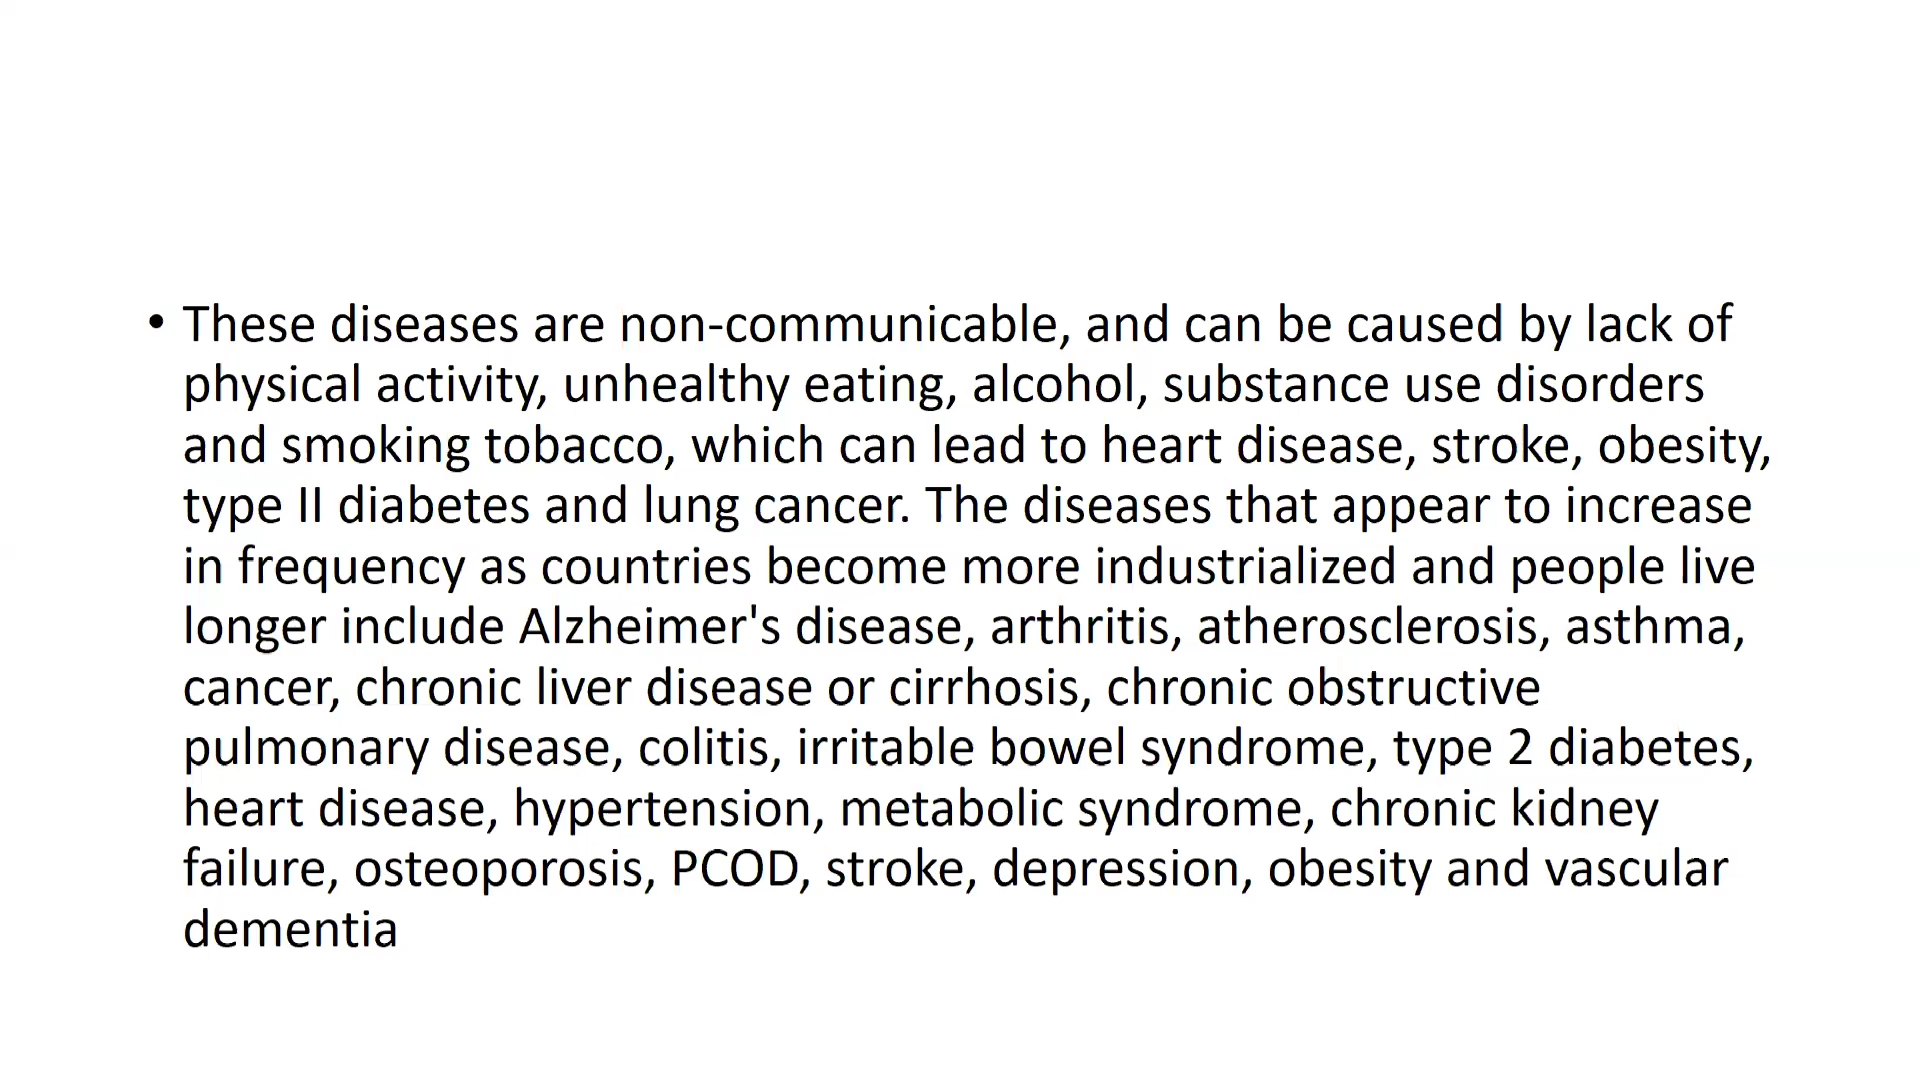 • These diseases are non-communicable, and can be caused by lack of
physical activity, unhealthy eating, alcohol, substance use disorders
and smoking tobacco, which can lead to heart disease, stroke, obesity,
type II diabetes and lung cancer. The diseases that appear to increase
in frequency as countries become more industrialized and people live
longer include Alzheimer's disease, arthritis, atherosclerosis, asthma,
cancer, chronic liver disease or cirrhosis, chronic obstructive
pulmonary disease, colitis, irritable bowel syndrome, type 2 diabetes,
heart disease, hypertension, metabolic syndrome, chronic kidney
failure, osteoporosis, PCOD, stroke, depression, obesity and vascular
dementia